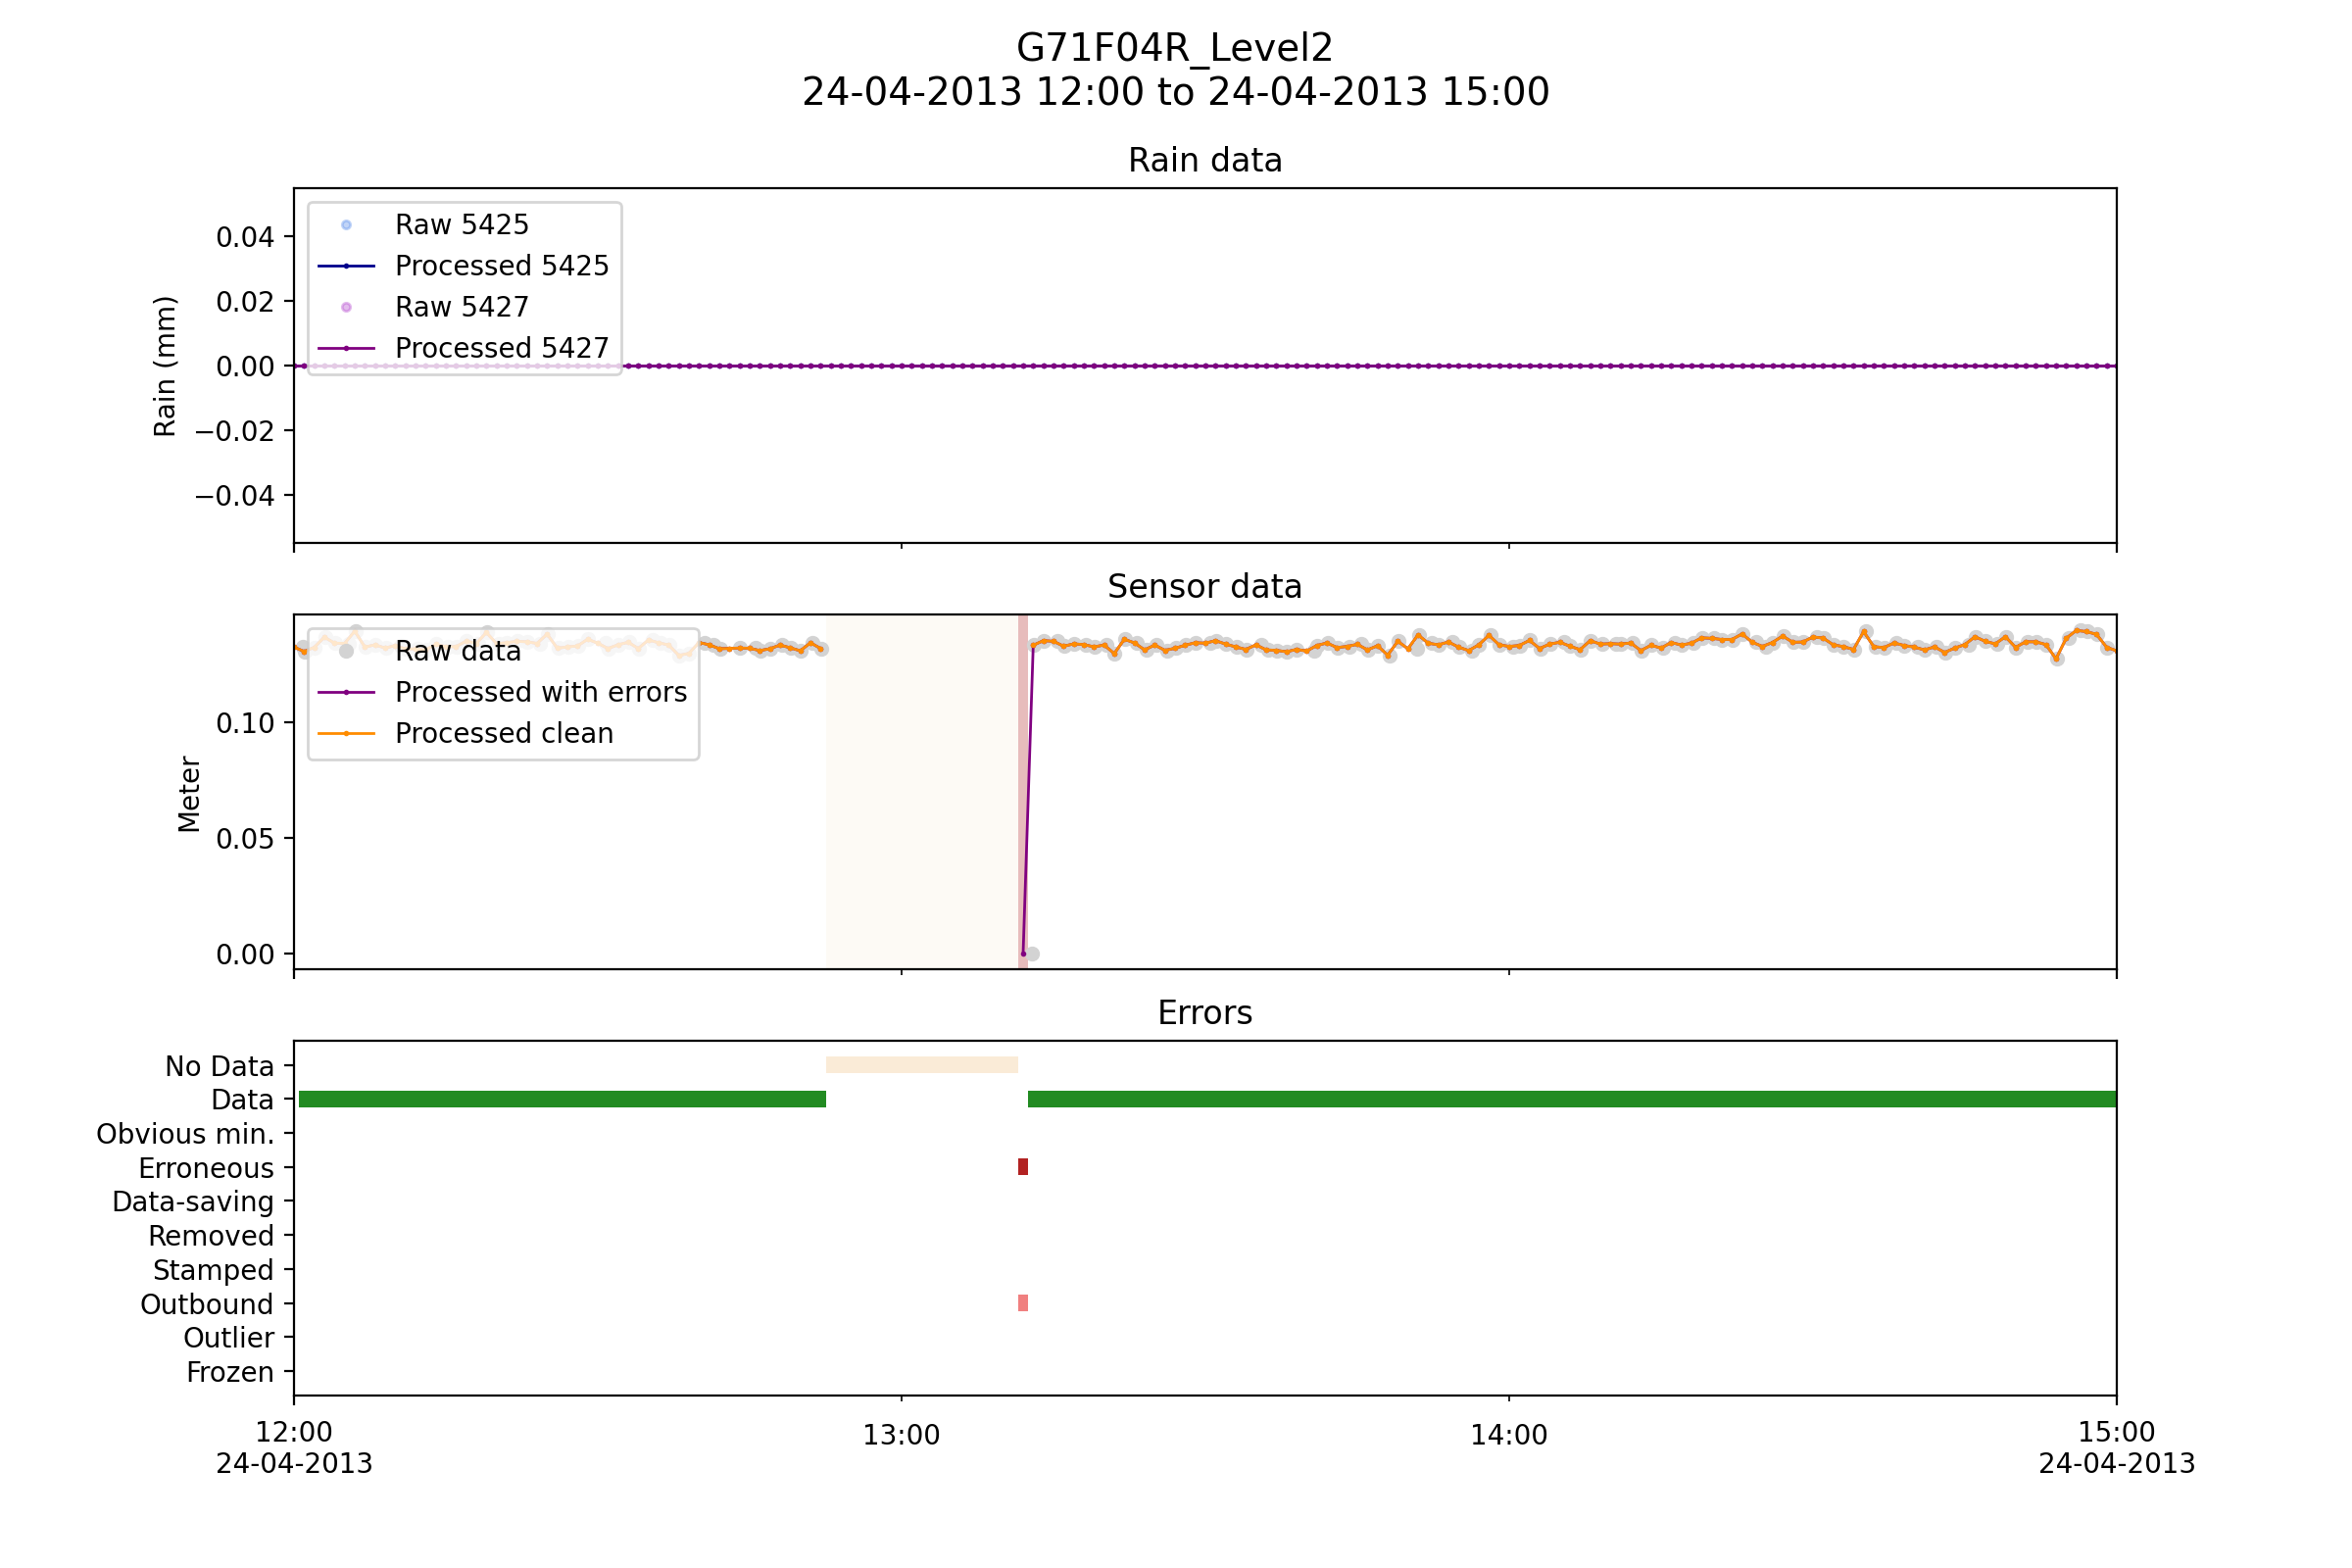 G71F04R_Level2
24-04-2013 12:00 to 24-04-2013 15:00
Rain data
Raw 5425
Processed 5425
Raw 5427
Processed 5427
Rain (mm)
0.04
0.02
0.00
−0.02
−0.04
Sensor data
Raw data
Processed with errors
Processed clean
Meter
0.10
0.05
0.00
Errors
No Data
Data
Obvious min.
Erroneous
Data-saving
Removed
Stamped
Outbound
Outlier
Frozen
12:00
24-04-2013
13:00
14:00
15:00
24-04-2013